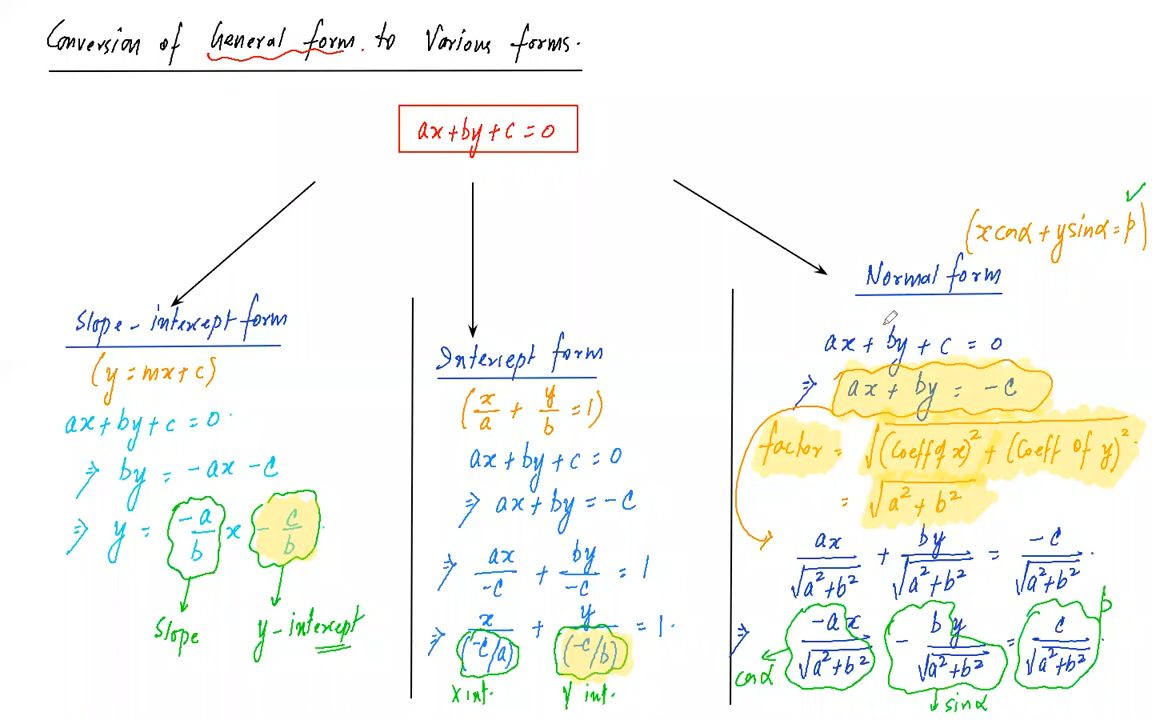 Conversion of General form to Various forms.
ax+by+c=0
Slope-intercept form
(y=mx+c)
ax+by+c=0.
⇒ by = -ax -c
⇒ y = -a/b x - c/b.
Slope
y-intercept
Intercept form
(x/a + y/b = 1)
ax+by+c=0
⇒ ax+by=-c
⇒ ax/-c + by/-c = 1
⇒ x/(-c/a) + y/(-c/b) = 1.
X int.
Y int.
(x cosα + y sinα = p)
✓
Normal form
ax+by+c = 0
⇒ ax+by = -c
factor = √(Coeff of x)² + (Coeff of y)².
= √a²+b²
ax/√a²+b² + by/√a²+b² = -c/√a²+b².
⇒ -ax/√a²+b² - by/√a²+b² = c/√a²+b².
p
cosα
sinα